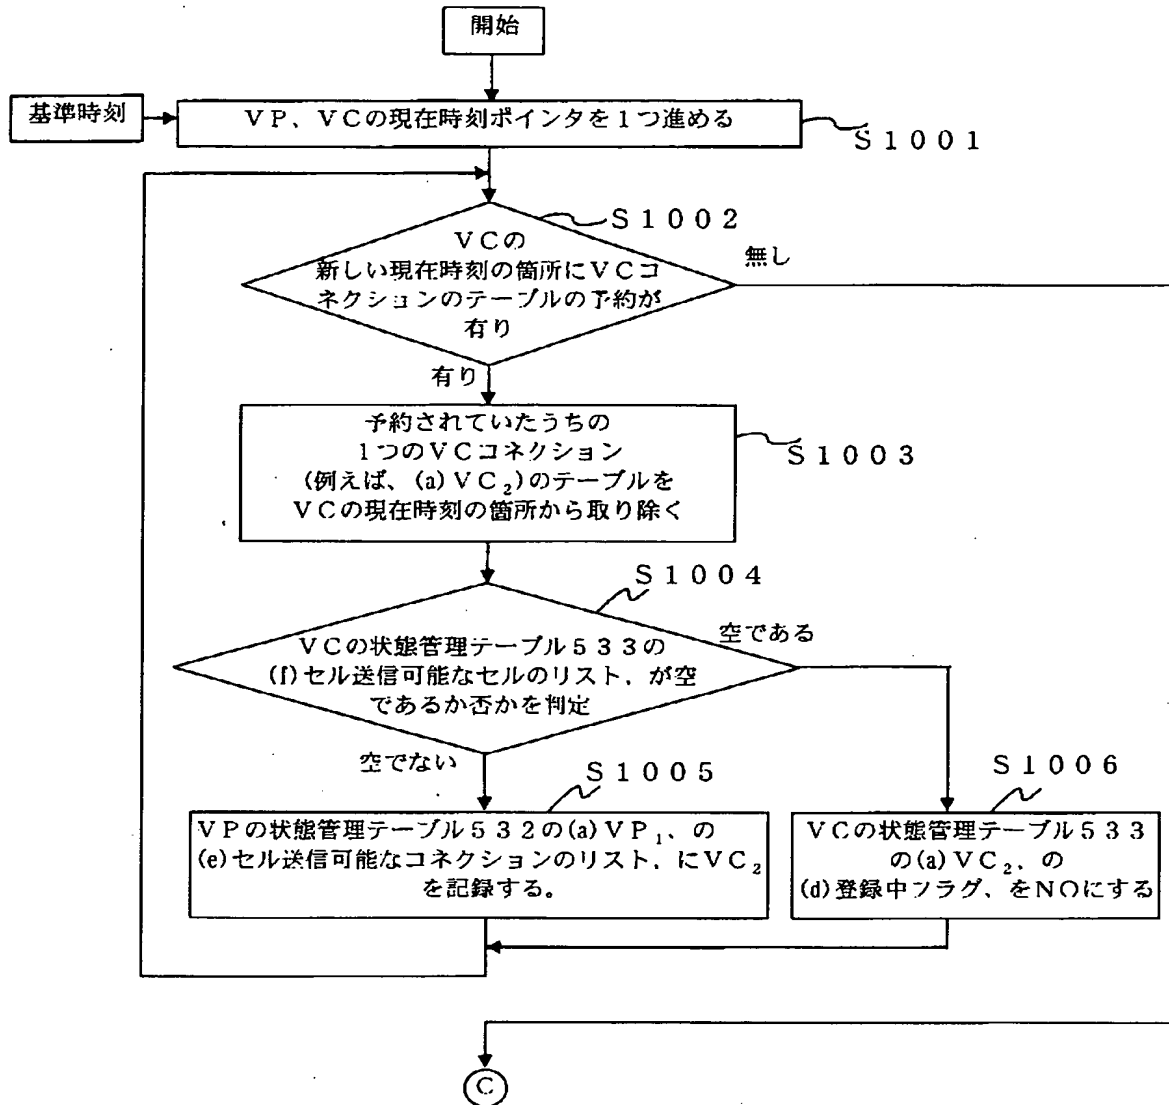 開始
基準時刻
ＶＰ、ＶＣの現在時刻ポインタを１つ進める
Ｓ１００１
Ｓ１００２
ＶＣの
新しい現在時刻の箇所にＶＣコ
ネクションのテーブルの予約が
有り
無し
有り
予約されていたうちの
１つのＶＣコネクション
(例えば、(a)ＶＣ₂)のテーブルを
ＶＣの現在時刻の箇所から取り除く
Ｓ１００３
Ｓ１００４
ＶＣの状態管理テーブル５３３の
(f)セル送信可能なセルのリスト、が空
であるか否かを判定
空である
空でない
Ｓ１００５
Ｓ１００６
ＶＰの状態管理テーブル５３２の(a)ＶＰ₁、の
(e)セル送信可能なコネクションのリスト、にＶＣ₂
を記録する。
ＶＣの状態管理テーブル５３３
の(a)ＶＣ₂、の
(d)登録中フラグ、をＮＯにする
Ｃ